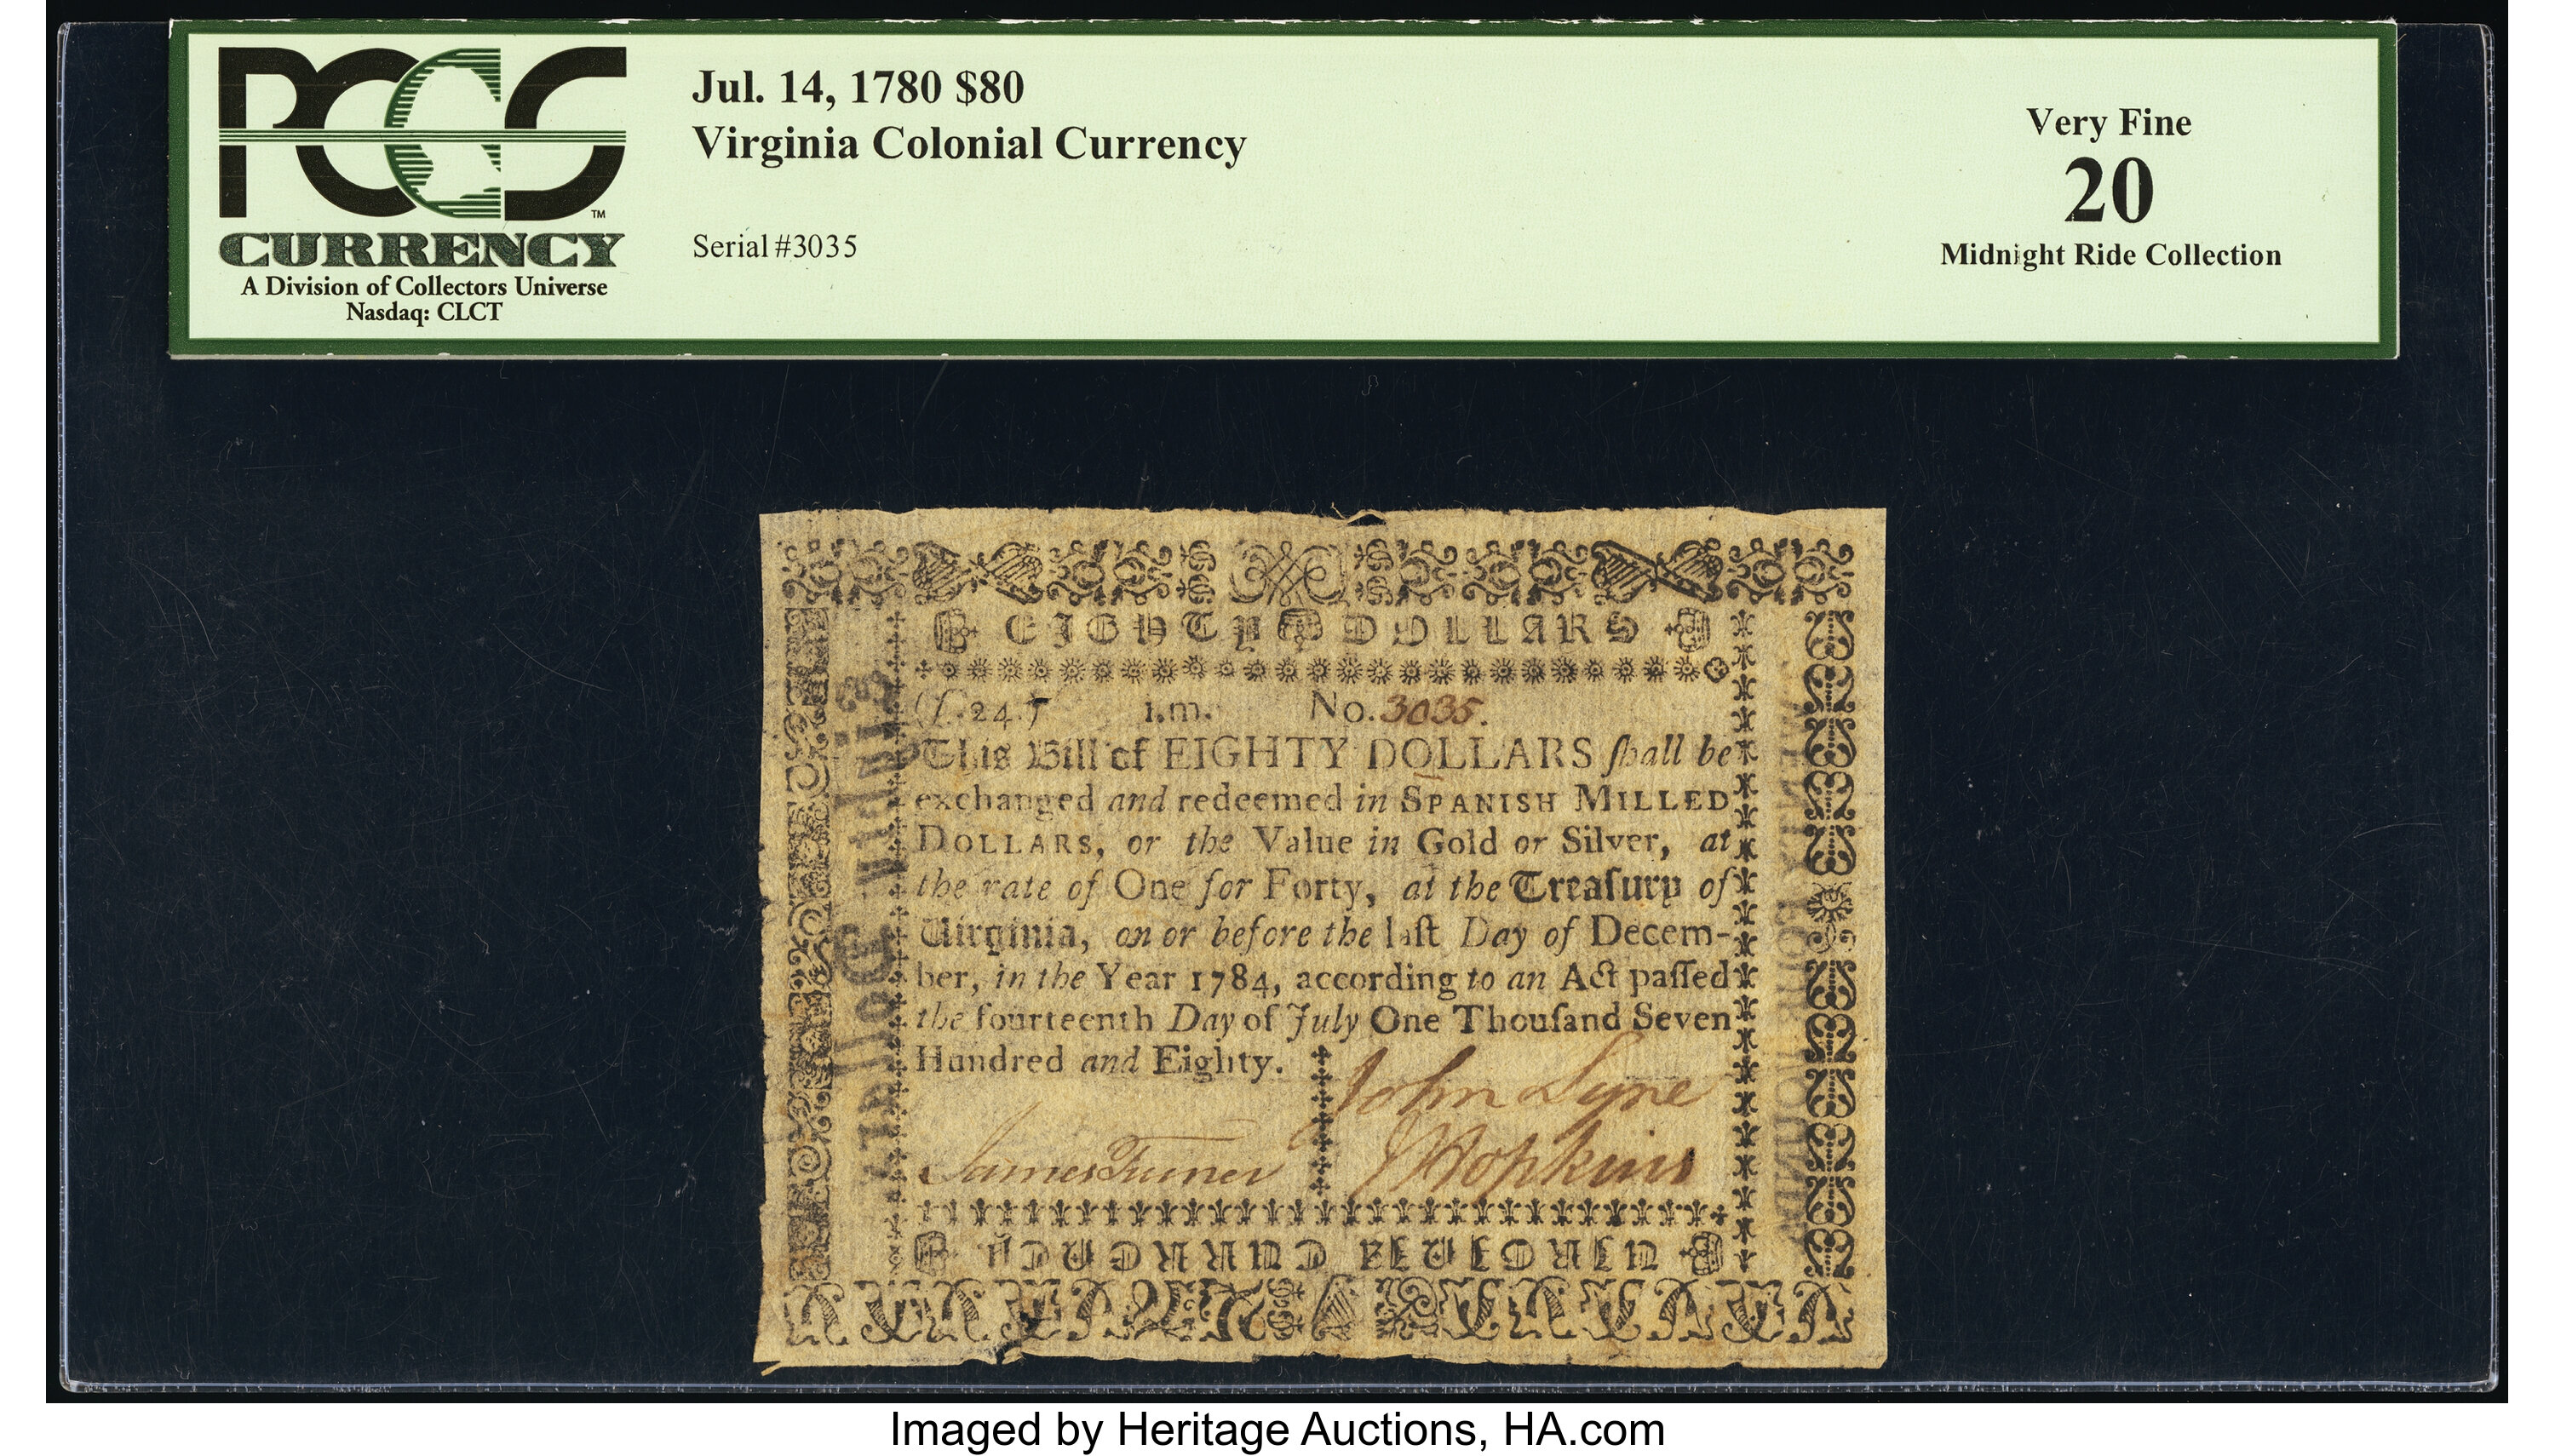 PCGS
CURRENCY
A Division of Collectors Universe
Nasdaq: CLCT
TM
Jul. 14, 1780 $80
Virginia Colonial Currency
Serial #3035
Very Fine
20
Midnight Ride Collection
EIGHTY DOLLARS
(£.24. 1.m. No. 3035.
This Bill of EIGHTY DOLLARS ſhall be
exchanged and redeemed in SPANISH MILLED
DOLLARS, or the Value in Gold or Silver, at
the rate of One for Forty, at the Treaſury of
Virginia, on or before the laſt Day of Decem-
ber, in the Year 1784, according to an Act paſſed
the fourteenth Day of July One Thouſand Seven
Hundred and Eighty.
John Lyne
James Turner
J Hopkins
VIRGINIA CURRENCY
Imaged by Heritage Auctions, HA.com